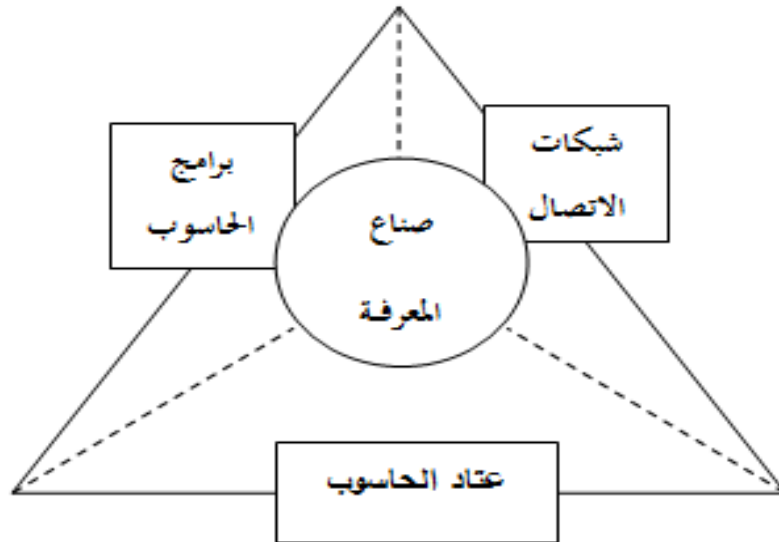 شبكات
الاتصال
برامج
الحاسوب
صناع
المعرفة
عتاد الحاسوب